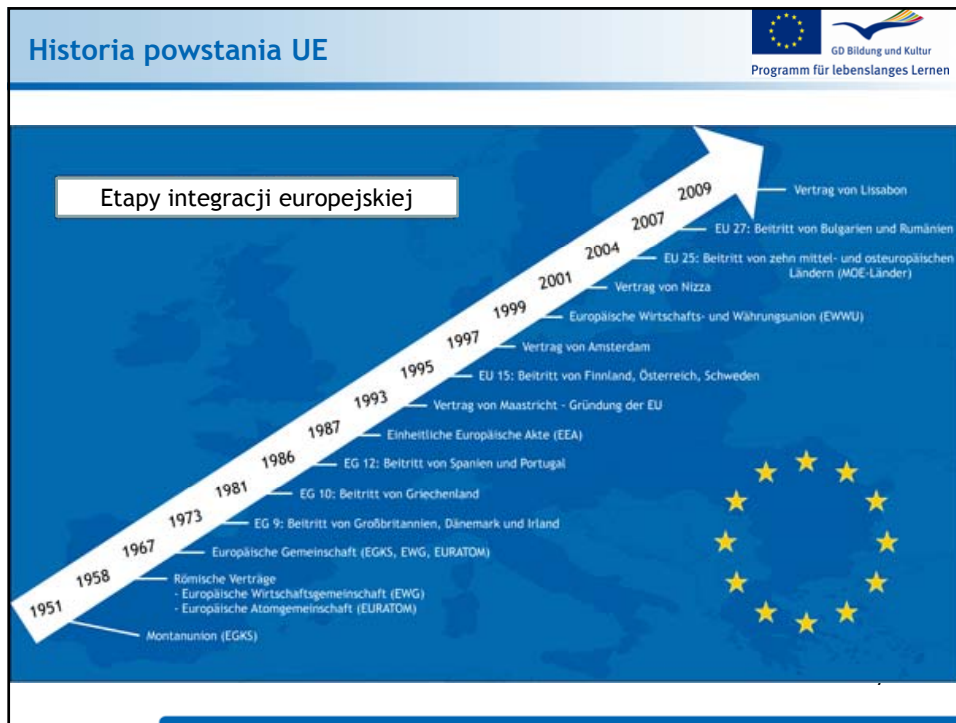 Historia powstania UE
GD Bildung und Kultur
Programm für lebenslanges Lernen
Etapy integracji europejskiej
2009
Vertrag von Lissabon
2007
EU 27: Beitritt von Bulgarien und Rumänien
2004
EU 25: Beitritt von zehn mittel- und osteuropäischen
Ländern (MOE-Länder)
2001
Vertrag von Nizza
1999
Europäische Wirtschafts- und Währungsunion (EWWU)
1997
Vertrag von Amsterdam
1995
EU 15: Beitritt von Finnland, Österreich, Schweden
1993
Vertrag von Maastricht - Gründung der EU
1987
Einheitliche Europäische Akte (EEA)
1986
EG 12: Beitritt von Spanien und Portugal
1981
EG 10: Beitritt von Griechenland
1973
EG 9: Beitritt von Großbritannien, Dänemark und Irland
1967
Europäische Gemeinschaft (EGKS, EWG, EURATOM)
1958
Römische Verträge
- Europäische Wirtschaftsgemeinschaft (EWG)
- Europäische Atomgemeinschaft (EURATOM)
1951
Montanunion (EGKS)